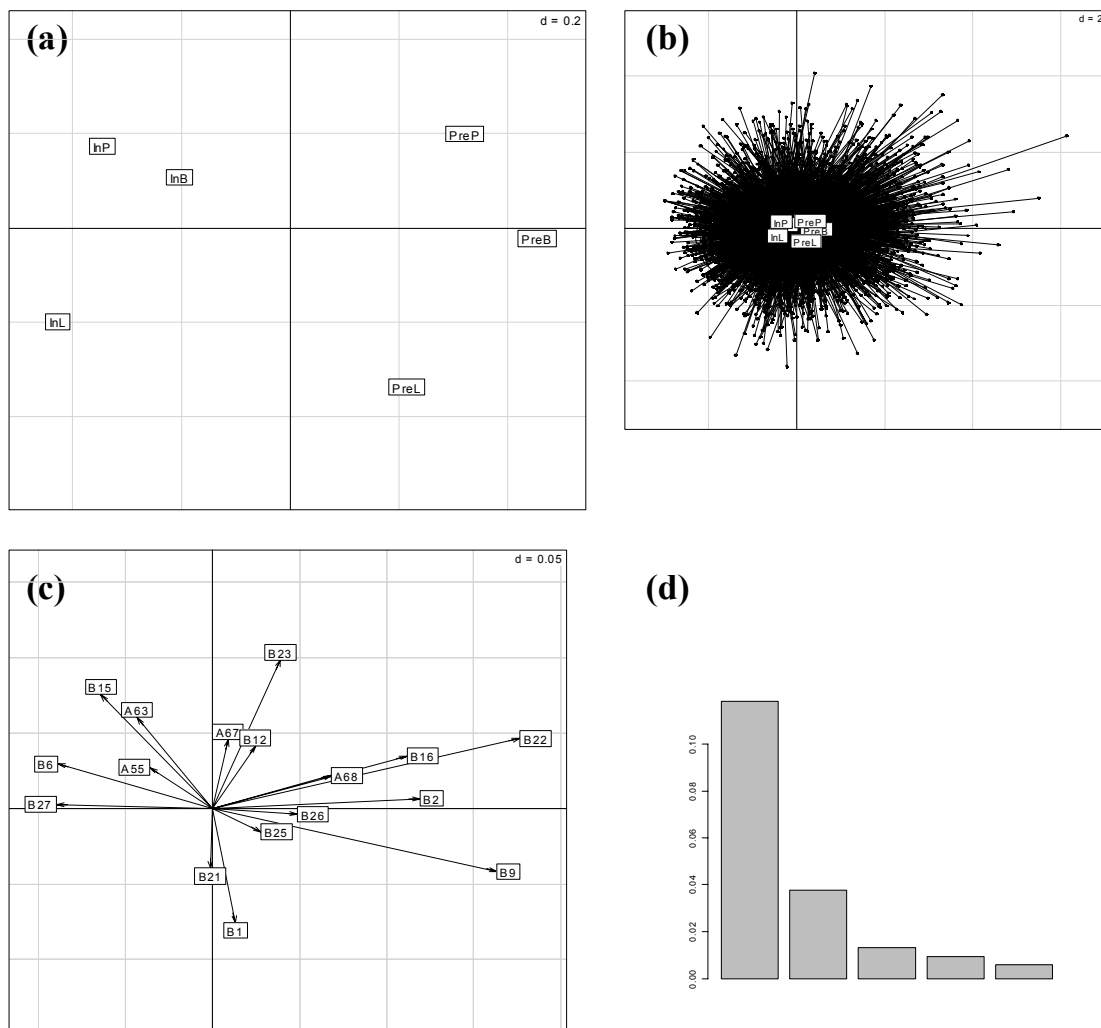 (a)
d = 0.2
InP
PreP
InB
PreB
InL
PreL
(b)
d = 2
InP
PreP
PreB
InL
PreL
(c)
d = 0.05
B23
B15
A63
A67
B12
B22
B16
B6
A55
A68
B27
B2
B26
B25
B21
B9
B1
(d)
0.10
0.08
0.06
0.04
0.02
0.00